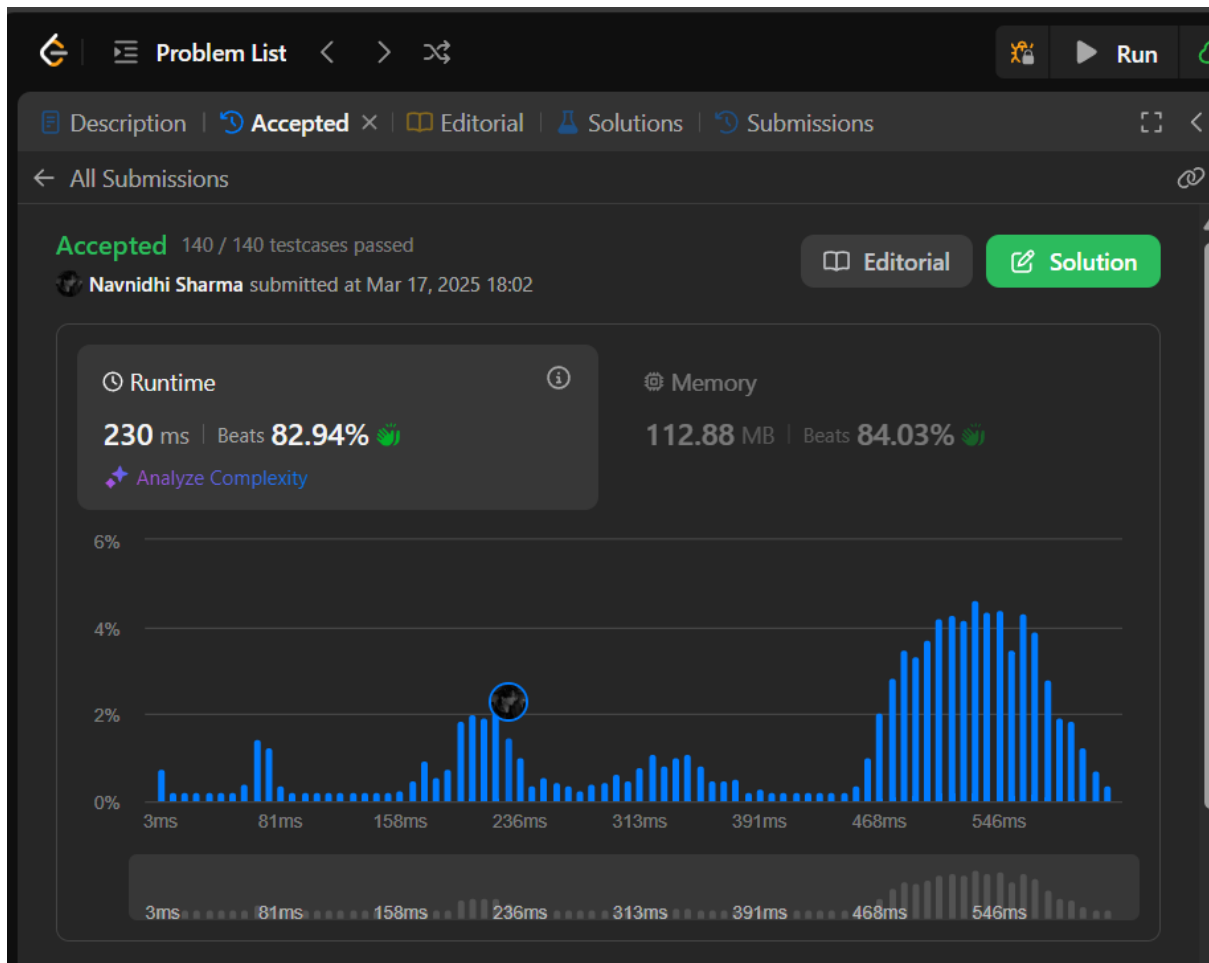 Problem List
Run
Description | Accepted × | Editorial | Solutions | Submissions
All Submissions
Accepted 140 / 140 testcases passed
Navnidhi Sharma submitted at Mar 17, 2025 18:02
Editorial
Solution
Runtime
230 ms | Beats 82.94%
Analyze Complexity
Memory
112.88 MB | Beats 84.03%
6%
4%
2%
0%
3ms 81ms 158ms 236ms 313ms 391ms 468ms 546ms
3ms 81ms 158ms 236ms 313ms 391ms 468ms 546ms